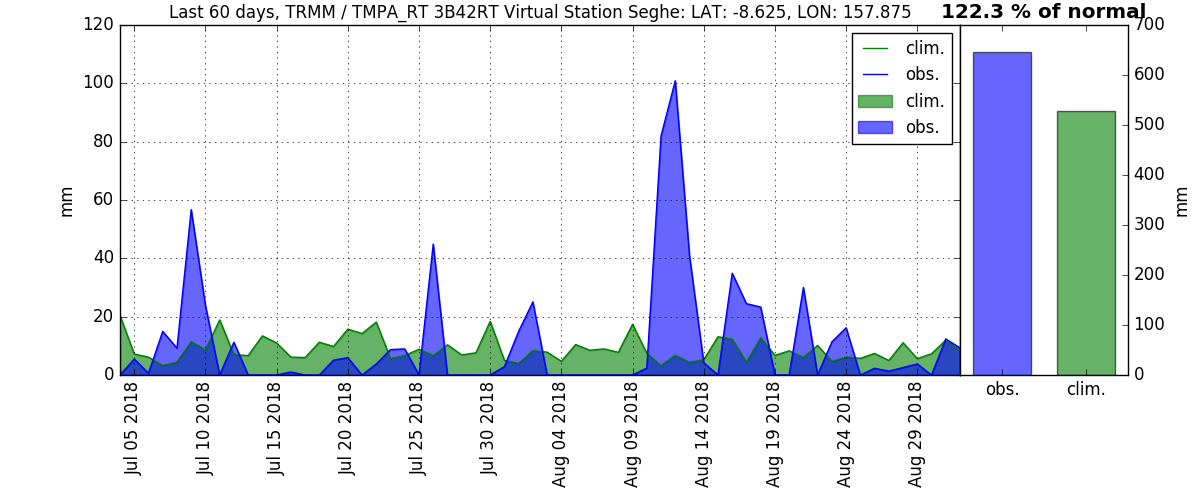 Last 60 days, TRMM / TMPA_RT 3B42RT Virtual Station Seghe: LAT: -8.625, LON: 157.875
122.3 % of normal
120
100
80
60
40
20
0
mm
clim.
obs.
clim.
obs.
Jul 05 2018
Jul 10 2018
Jul 15 2018
Jul 20 2018
Jul 25 2018
Jul 30 2018
Aug 04 2018
Aug 09 2018
Aug 14 2018
Aug 19 2018
Aug 24 2018
Aug 29 2018
700
600
500
400
300
200
100
0
mm
obs.
clim.